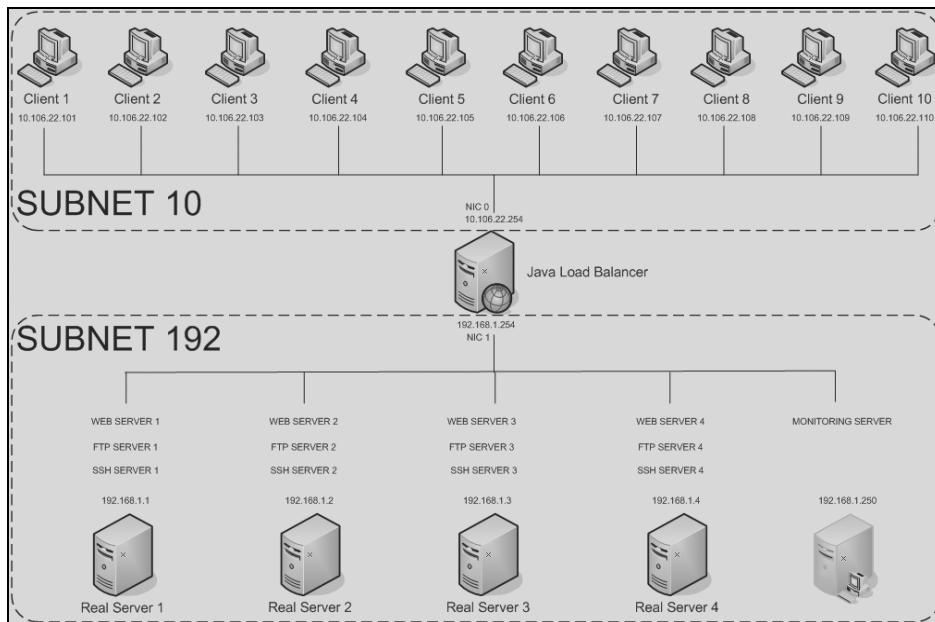 Client 1 Client 2 Client 3 Client 4 Client 5 Client 6 Client 7 Client 8 Client 9 Client 10
10.106.22.101 10.106.22.102 10.106.22.103 10.106.22.104 10.106.22.105 10.106.22.106 10.106.22.107 10.106.22.108 10.106.22.109 10.106.22.110
SUBNET 10
NIC 0
10.106.22.254
Java Load Balancer
192.168.1.254
NIC 1
SUBNET 192
WEB SERVER 1 WEB SERVER 2 WEB SERVER 3 WEB SERVER 4 MONITORING SERVER
FTP SERVER 1 FTP SERVER 2 FTP SERVER 3 FTP SERVER 4
SSH SERVER 1 SSH SERVER 2 SSH SERVER 3 SSH SERVER 4
192.168.1.1 192.168.1.2 192.168.1.3 192.168.1.4 192.168.1.250
Real Server 1 Real Server 2 Real Server 3 Real Server 4